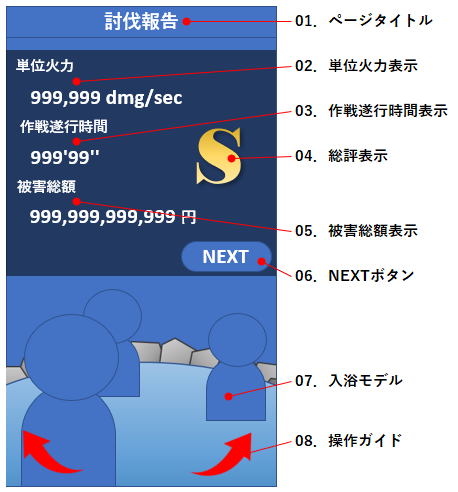 討伐報告
単位火力
999,999 dmg/sec
作戦遂行時間
999'99''
S
被害総額
999,999,999,999 円
NEXT
01. ページタイトル
02. 単位火力表示
03. 作戦遂行時間表示
04. 総評表示
05. 被害総額表示
06. NEXTボタン
07. 入浴モデル
08. 操作ガイド